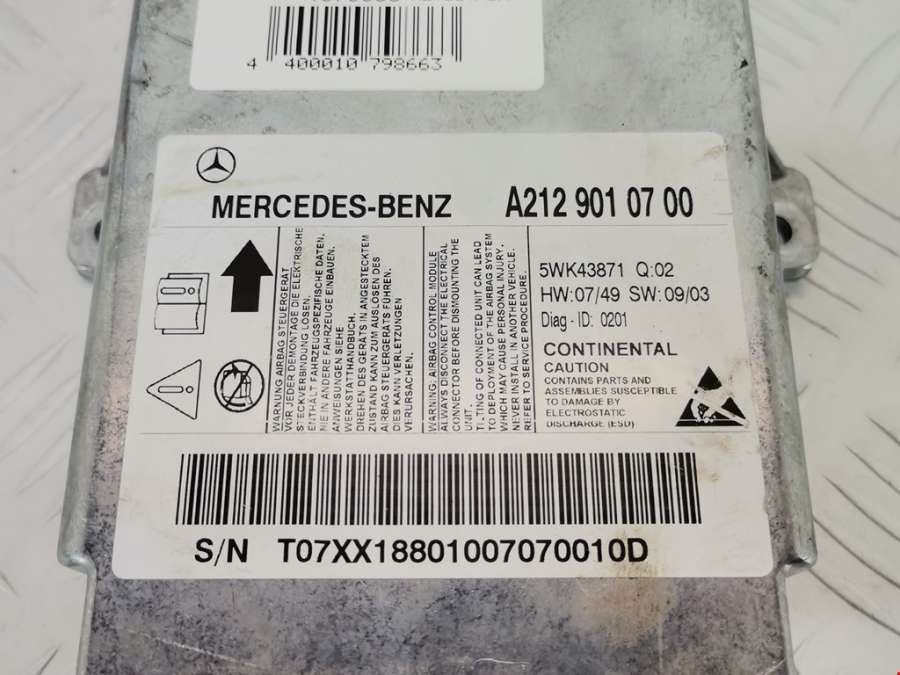 4 400010 798663
MERCEDES-BENZ A212 901 07 00
WARNUNG AIRBAG STEUERGERÄT
VOR JEDER DEMONTAGE DIE ELEKTRISCHE
STECKVERBINDUNG LÖSEN.
ENTHÄLT FAHRZEUGSPEZIFISCHE DATEN.
NIE IN ANDERE FAHRZEUGE EINBAUEN.
ANWEISUNGEN SIEHE
WERKSTATTHANDBUCH.
DREHEN DES GERÄTS IN ANGESTECKTEM
ZUSTAND KANN ZUM AUSLÖSEN DES
AIRBAG STEUERGERÄTS FÜHREN.
DIES KANN VERLETZUNGEN
VERURSACHEN.
WARNING: AIRBAG CONTROL MODULE
ALWAYS DISCONNECT THE ELECTRICAL
CONNECTOR BEFORE DISMOUNTING THE
UNIT.
TILTING OF CONNECTED UNIT CAN LEAD
TO DEPLOYMENT OF THE AIRBAG SYSTEM
WHICH MAY CAUSE PERSONAL INJURY.
NEVER INSTALL IN ANOTHER VEHICLE.
REFER TO SERVICE PROCEDURE.
5WK43871 Q:02
HW:07/49 SW:09/03
Diag - ID: 0201
CONTINENTAL
CAUTION
CONTAINS PARTS AND
ASSEMBLIES SUSCEPTIBLE
TO DAMAGE BY
ELECTROSTATIC
DISCHARGE (ESD)
S/N T07XX18801007070010D